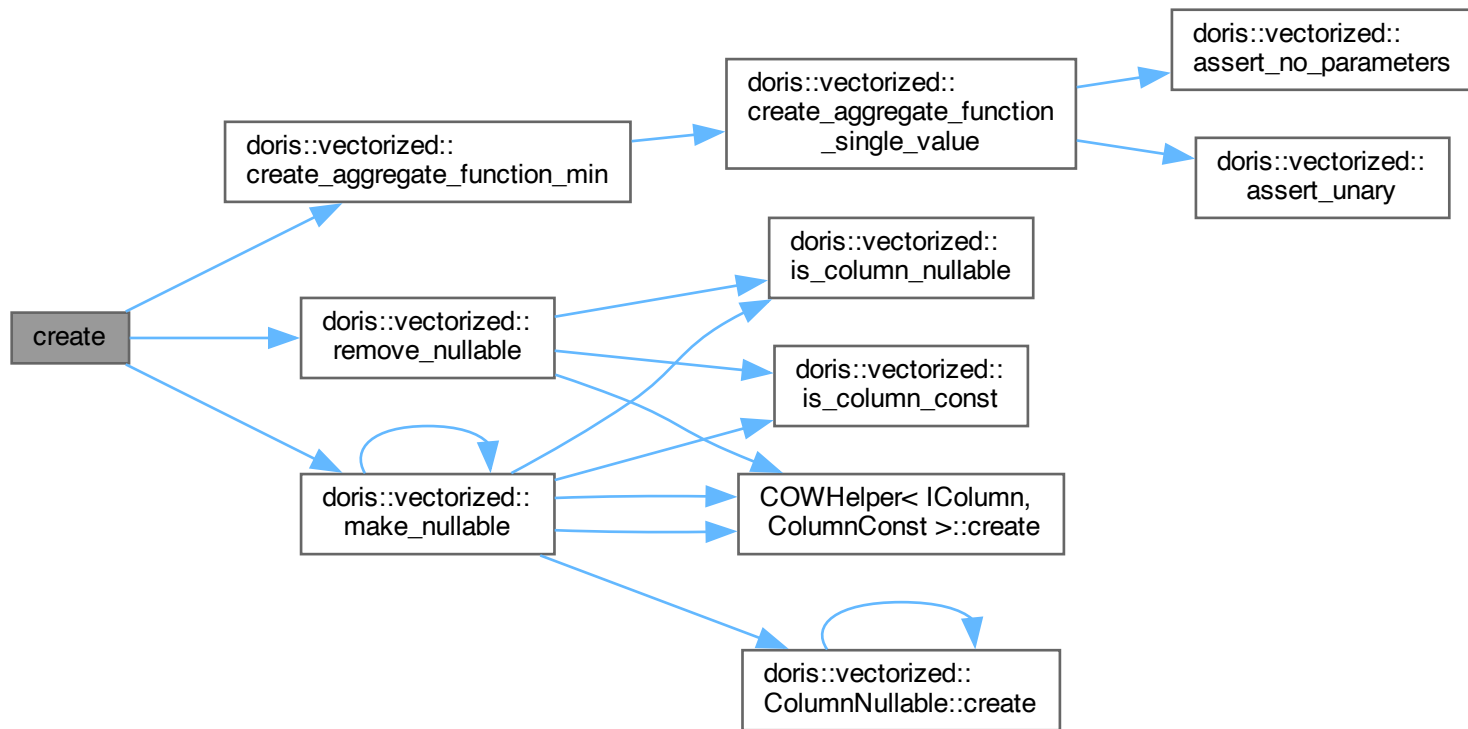 doris::vectorized::
assert_no_parameters
doris::vectorized::
create_aggregate_function
_single_value
doris::vectorized::
create_aggregate_function_min
doris::vectorized::
assert_unary
doris::vectorized::
is_column_nullable
create
doris::vectorized::
remove_nullable
doris::vectorized::
is_column_const
doris::vectorized::
make_nullable
COWHelper< IColumn,
ColumnConst >::create
doris::vectorized::
ColumnNullable::create